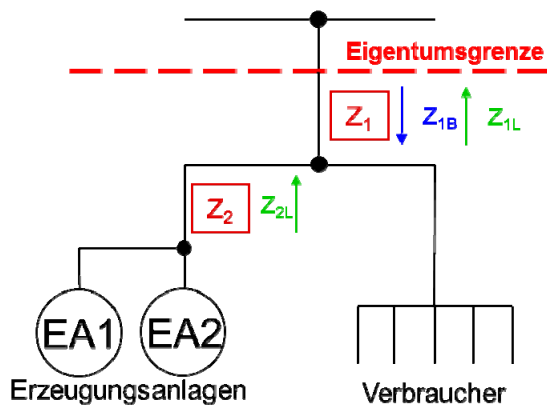 Eigentumsgrenze
Z1 Z1B Z1L
Z2 Z2L
EA1 EA2
Erzeugungsanlagen Verbraucher